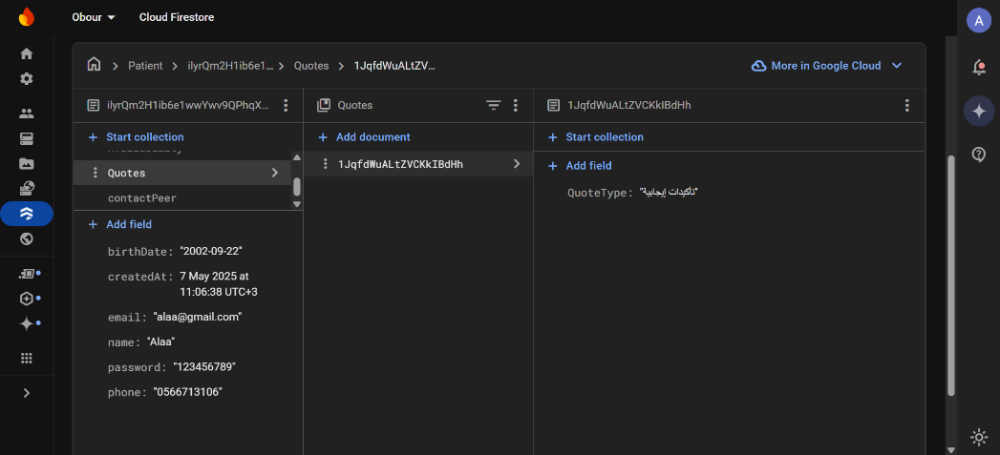 Obour
Cloud Firestore
A
Patient
ilyrQm2H1ib6e1...
Quotes
1JqfdWuALtZV...
More in Google Cloud
ilyrQm2H1ib6e1wwYwv9QPhqX...
Quotes
1JqfdWuALtZVCKkIBdHh
Start collection
Add document
Start collection
Quotes
contactPeer
1JqfdWuALtZVCKkIBdHh
Add field
QuoteType: "تأكيدات إيجابية"
Add field
birthDate: "2002-09-22"
createdAt: 7 May 2025 at
11:06:38 UTC+3
email: "alaa@gmail.com"
name: "Alaa"
password: "123456789"
phone: "0566713106"